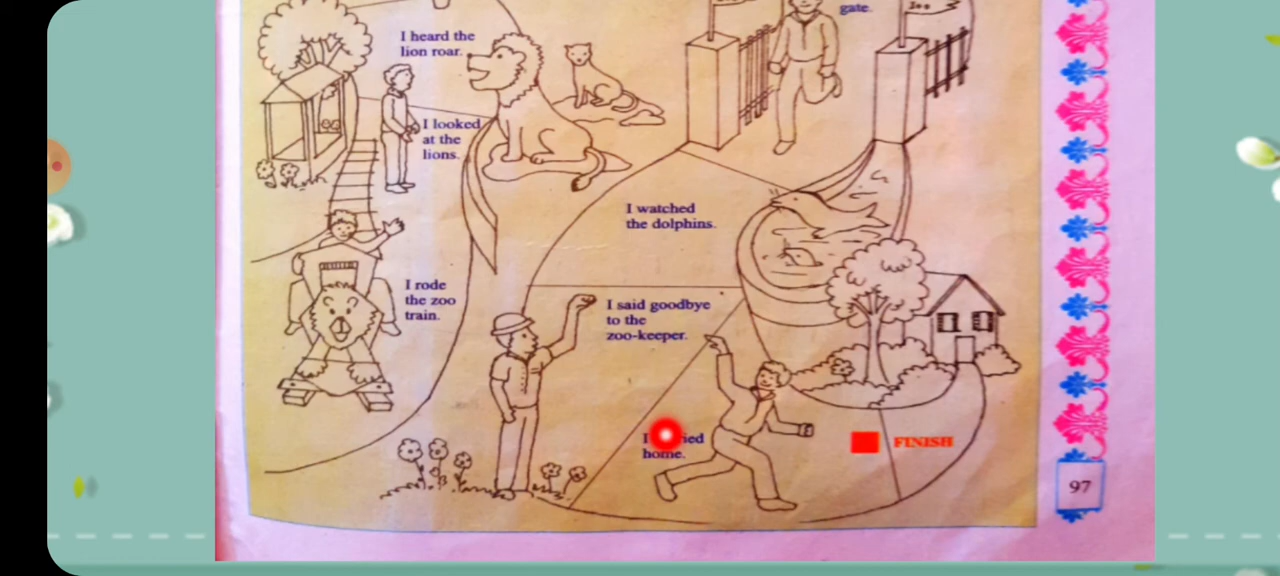 gate.
I heard the
lion roar.
I looked
at the
lions.
I watched
the dolphins.
I rode
the zoo
train.
I said goodbye
to the
zoo-keeper.
I
home.
FINISH
97